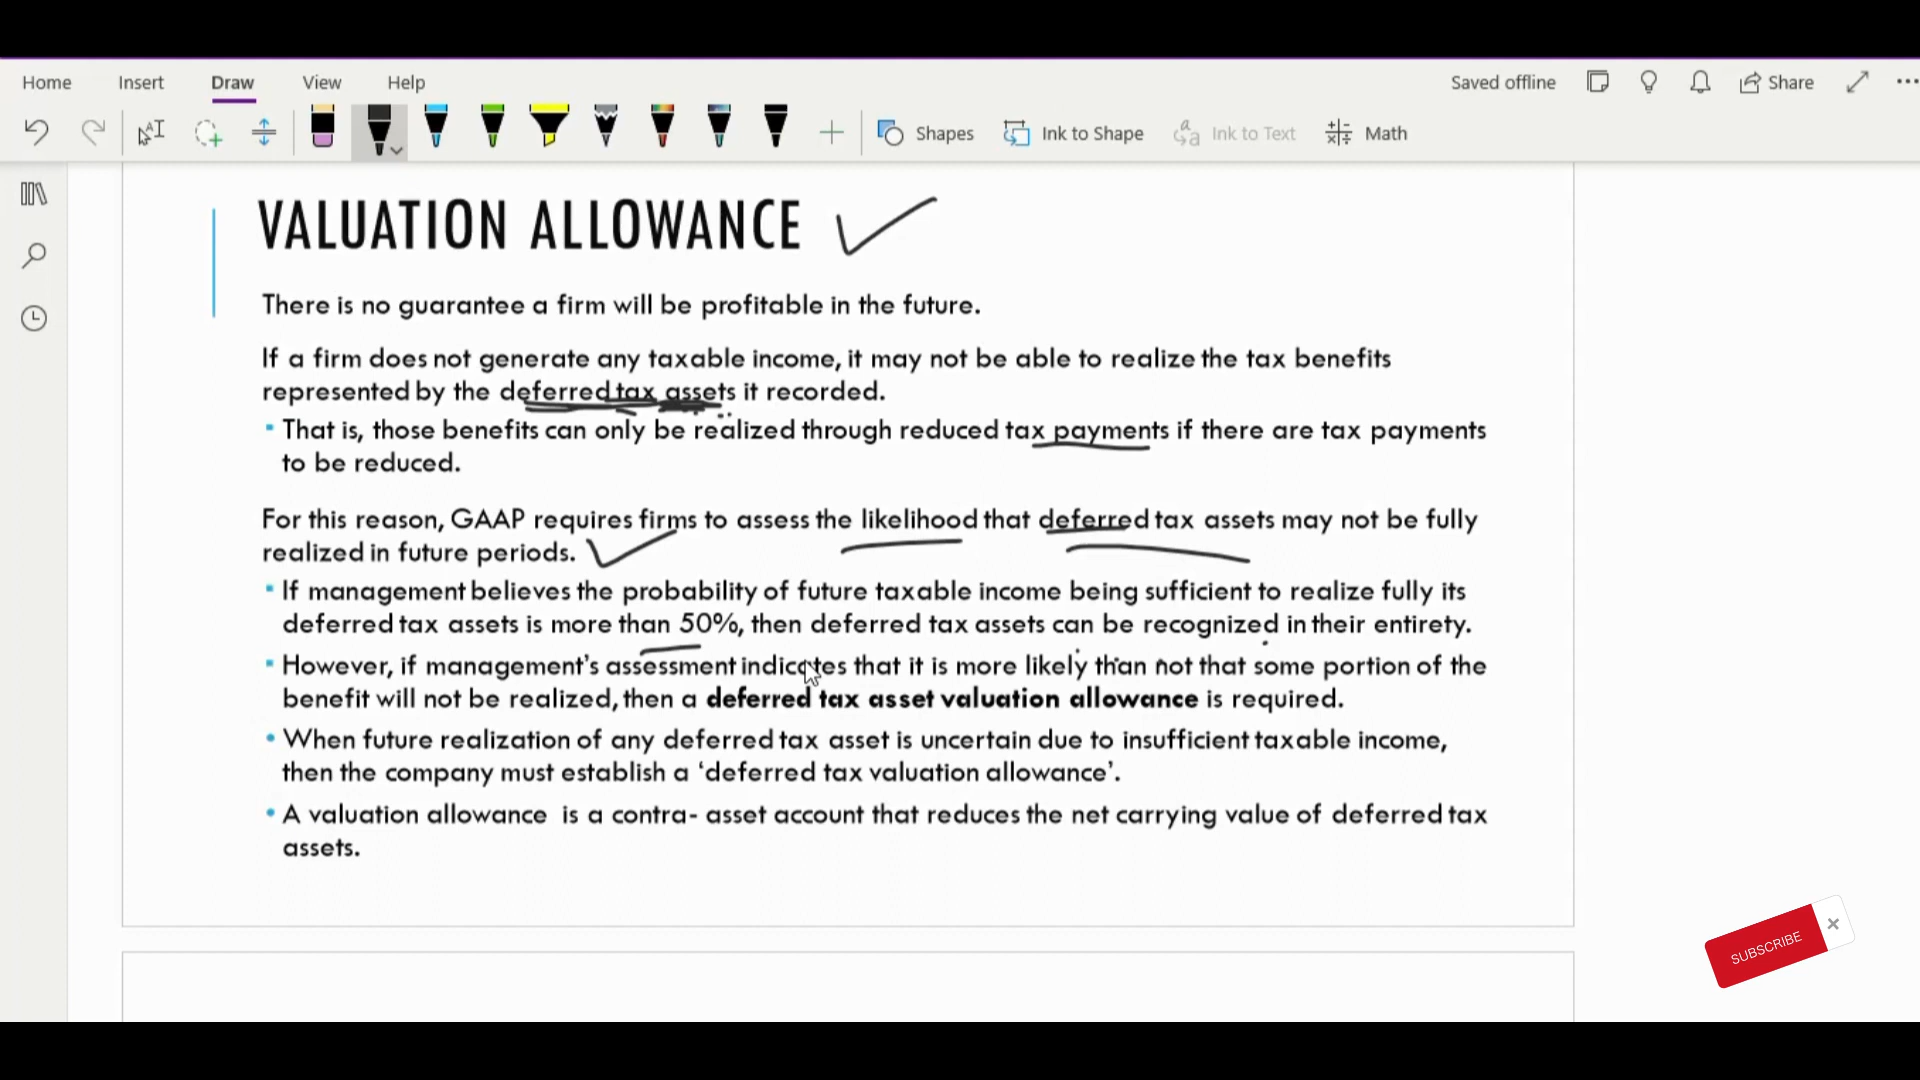 Home Insert Draw View Help Saved offline Share
Shapes Ink to Shape Ink to Text Math
VALUATION ALLOWANCE
There is no guarantee a firm will be profitable in the future.
If a firm does not generate any taxable income, it may not be able to realize the tax benefits
represented by the deferred tax assets it recorded.
That is, those benefits can only be realized through reduced tax payments if there are tax payments
to be reduced.
For this reason, GAAP requires firms to assess the likelihood that deferred tax assets may not be fully
realized in future periods.
If management believes the probability of future taxable income being sufficient to realize fully its
deferred tax assets is more than 50%, then deferred tax assets can be recognized in their entirety.
However, if management's assessment indicates that it is more likely than not that some portion of the
benefit will not be realized, then a deferred tax asset valuation allowance is required.
When future realization of any deferred tax asset is uncertain due to insufficient taxable income,
then the company must establish a ‘deferred tax valuation allowance’.
A valuation allowance is a contra- asset account that reduces the net carrying value of deferred tax
assets.
SUBSCRIBE